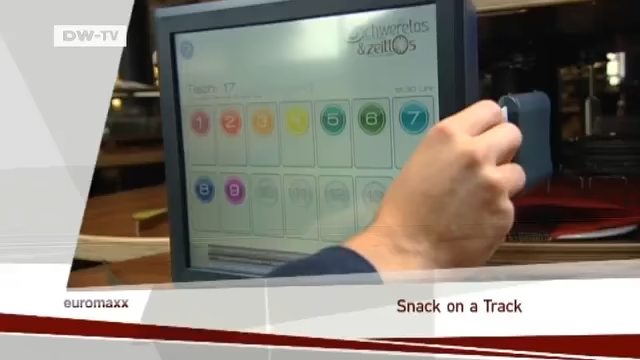 DW-TV
Schwerelos
& zeitlos
Tisch: 17
1 2 3 4 5 6 7
8 9
euromaxx
Snack on a Track